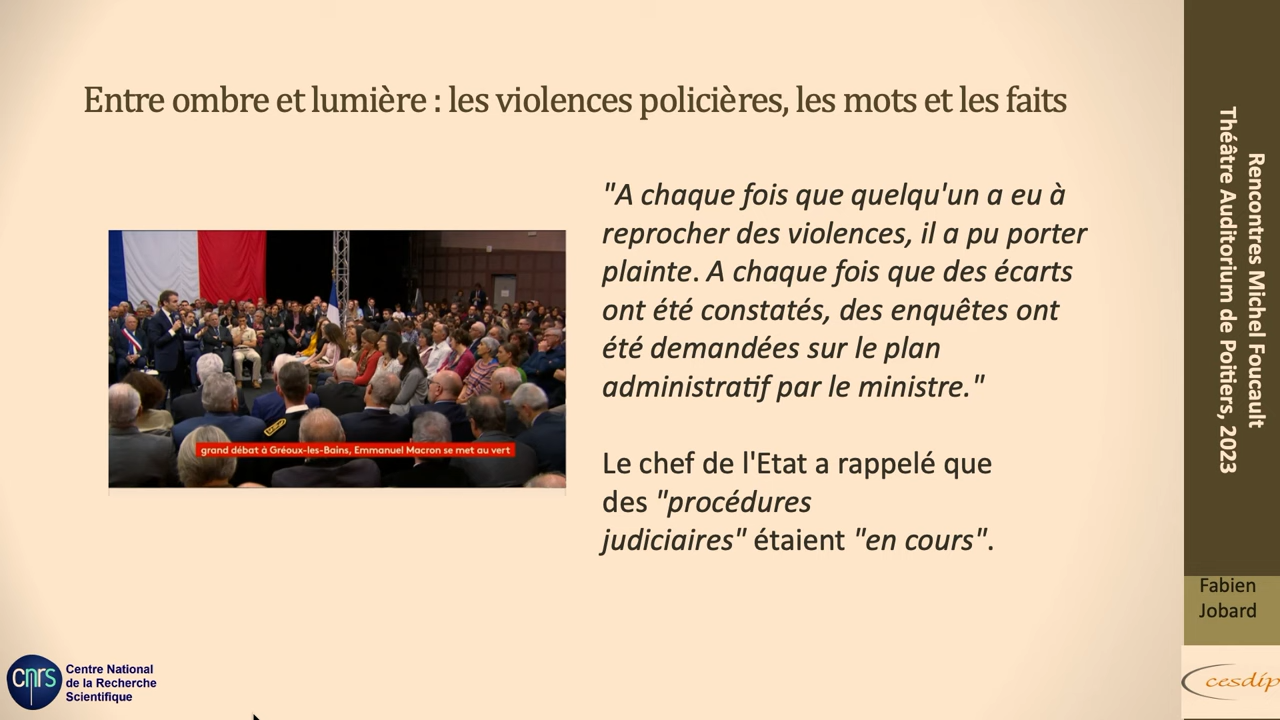 Entre ombre et lumière : les violences policières, les mots et les faits
"A chaque fois que quelqu'un a eu à
reprocher des violences, il a pu porter
plainte. A chaque fois que des écarts
ont été constatés, des enquêtes ont
été demandées sur le plan
administratif par le ministre."
Le chef de l'Etat a rappelé que
des "procédures
judiciaires" étaient "en cours".
grand débat à Gréoux-les-Bains, Emmanuel Macron se met au vert
Rencontres Michel Foucault
Théâtre Auditorium de Poitiers, 2023
Fabien
Jobard
cnrs
Centre National
de la Recherche
Scientifique
cesdip